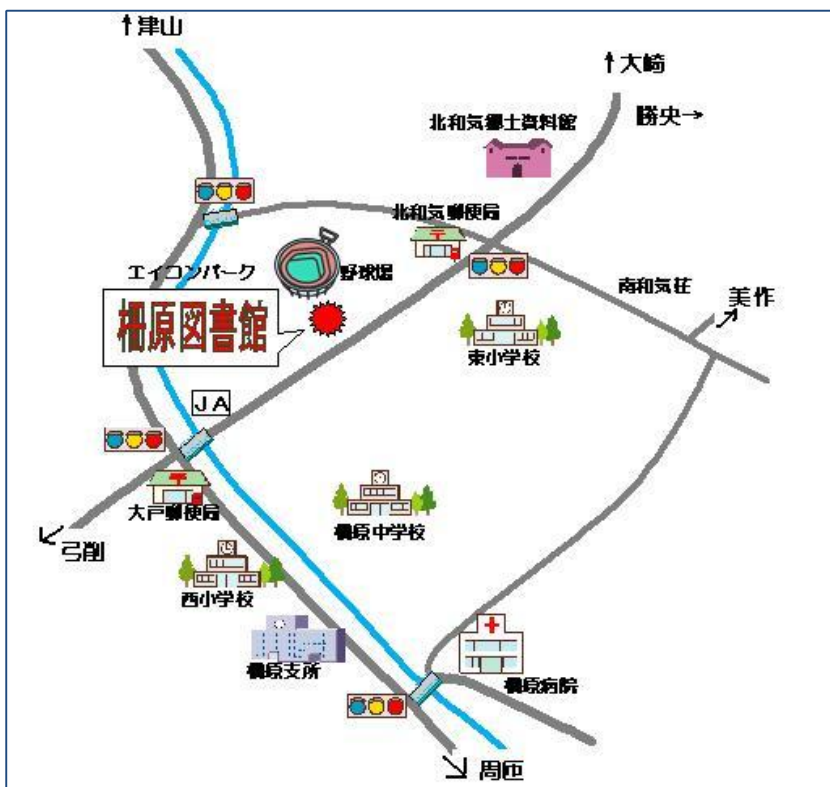 ↑津山
↑大崎
勝央→
北和気郷土資料館
北和気郵便局
エイコンパーク
野球場
南和気荘
美作
柵原図書館
東小学校
JA
大戸郵便局
柵原中学校
弓削
西小学校
柵原支所
柵原病院
周匝